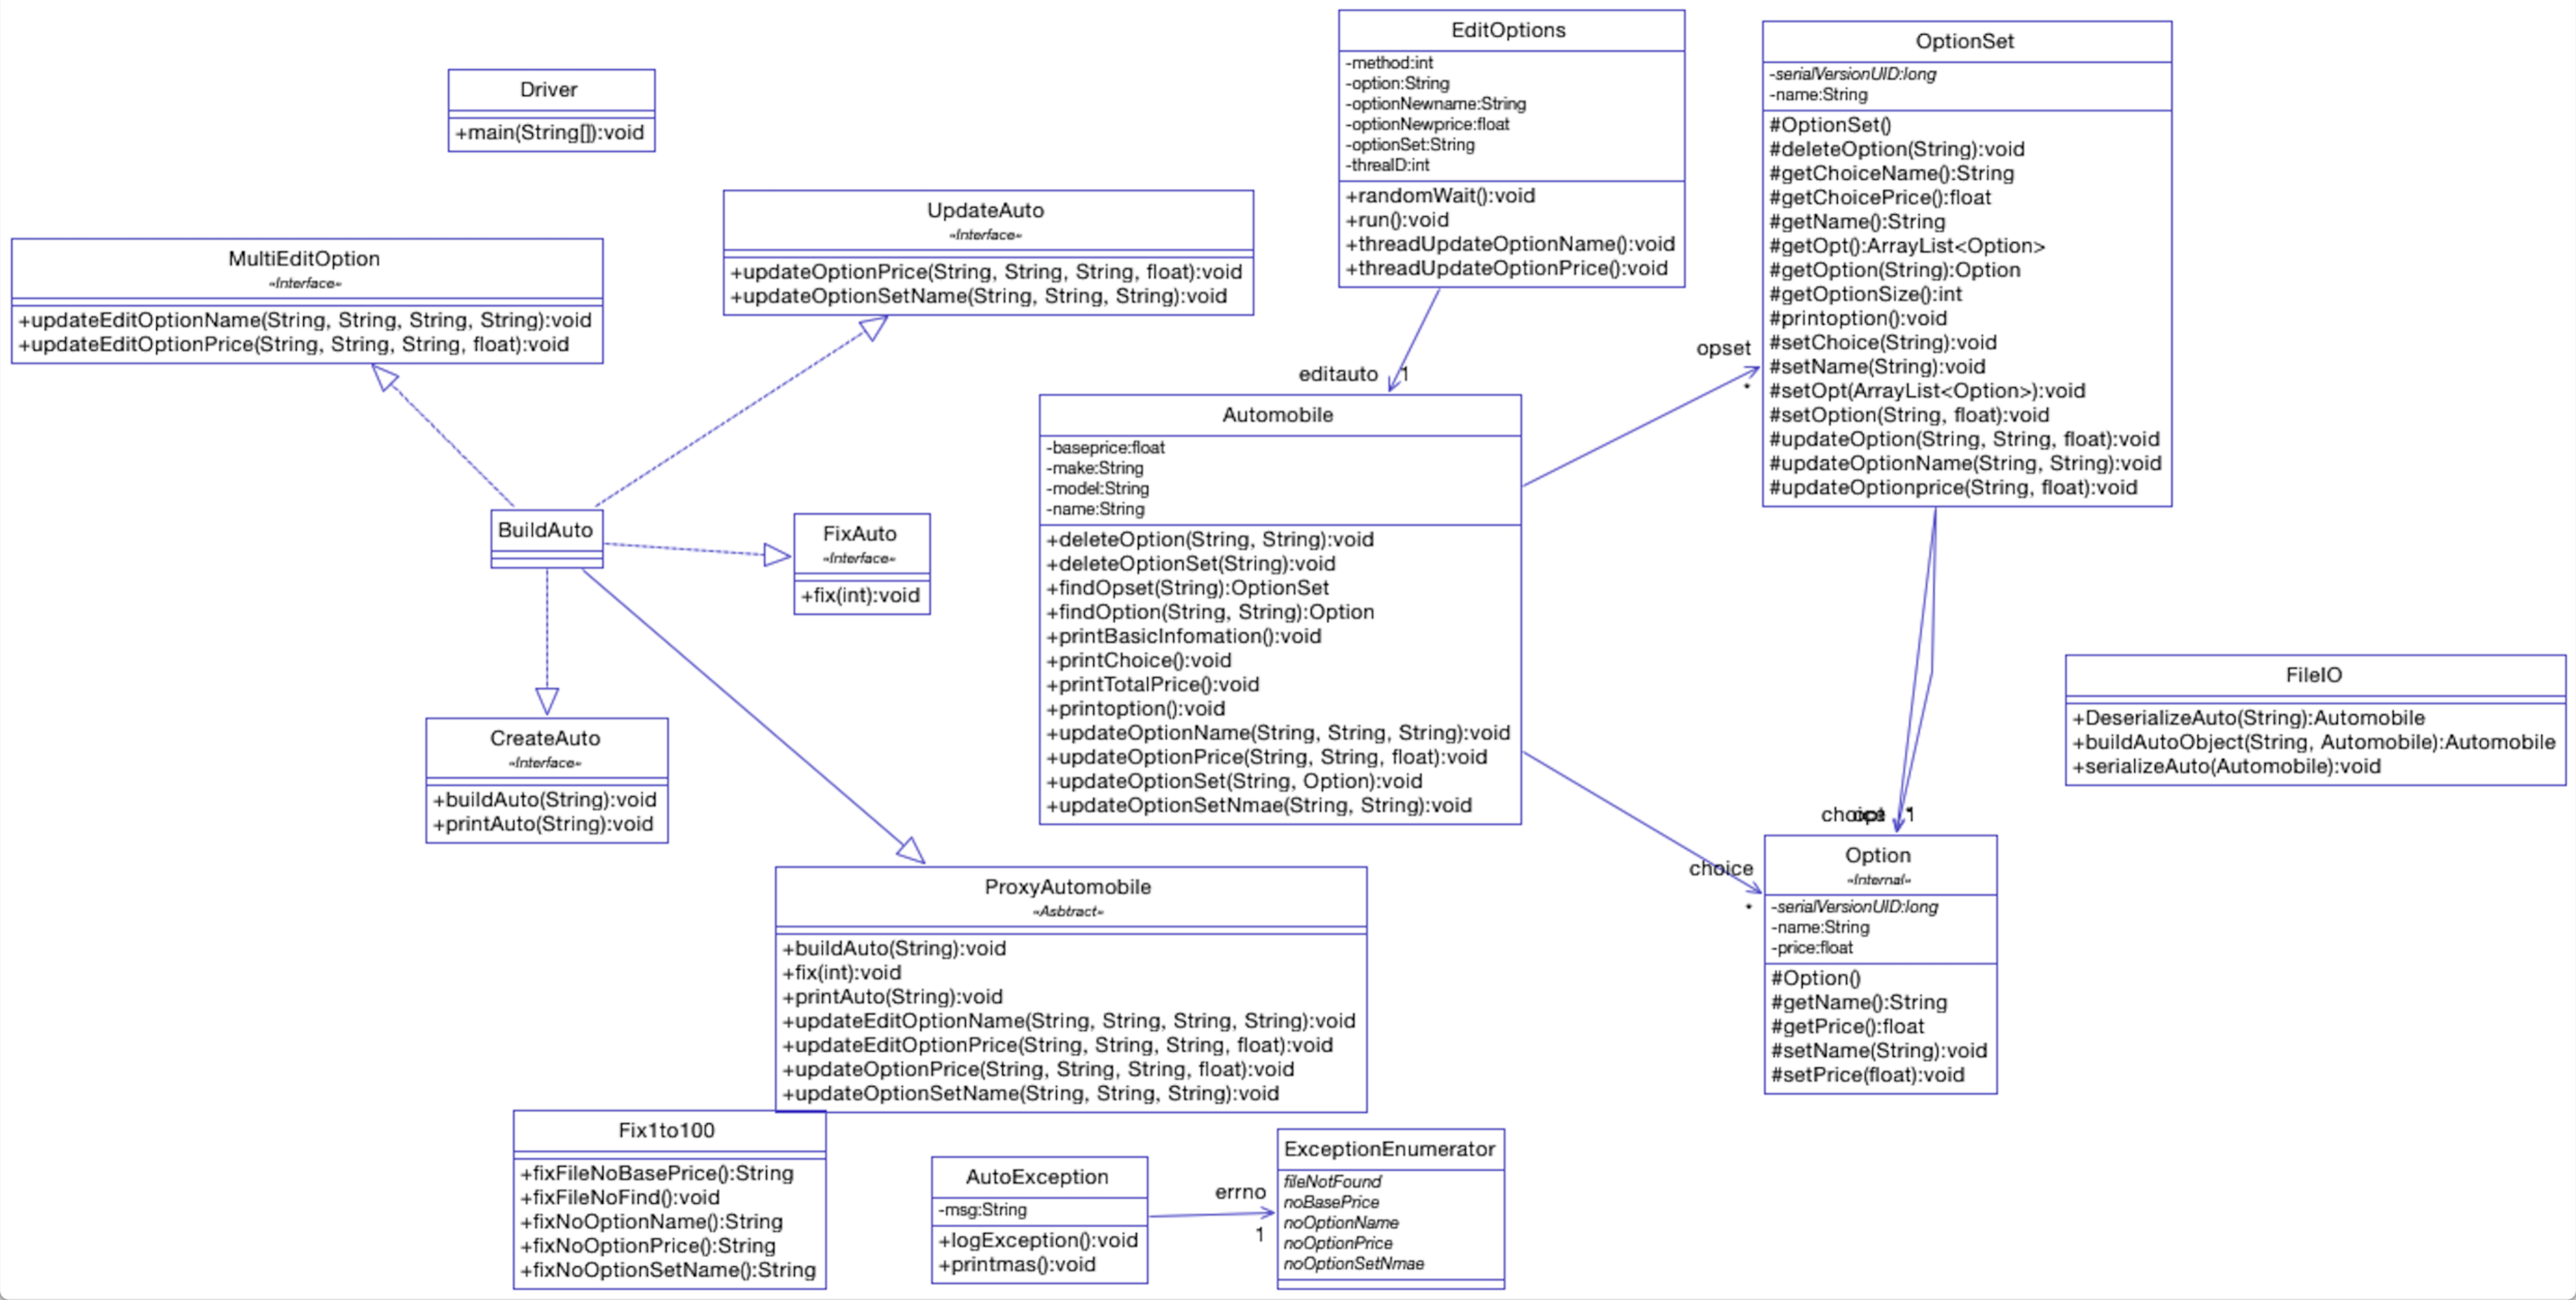 Driver
+main(String[]):void
MultiEditOption
«Interface»
+updateEditOptionName(String, String, String, String):void
+updateEditOptionPrice(String, String, String, float):void
UpdateAuto
«Interface»
+updateOptionPrice(String, String, String, float):void
+updateOptionSetName(String, String, String):void
EditOptions
-method:int
-option:String
-optionNewname:String
-optionNewprice:float
-optionSet:String
-threaID:int
+randomWait():void
+run():void
+threadUpdateOptionName():void
+threadUpdateOptionPrice():void
OptionSet
-serialVersionUID:long
-name:String
#OptionSet()
#deleteOption(String):void
#getChoiceName():String
#getChoicePrice():float
#getName():String
#getOpt():ArrayList<Option>
#getOption(String):Option
#getOptionSize():int
#printoption():void
#setChoice(String):void
#setName(String):void
#setOpt(ArrayList<Option>):void
#setOption(String, float):void
#updateOption(String, String, float):void
#updateOptionName(String, String):void
#updateOptionprice(String, float):void
editauto 1
opset
*
BuildAuto
FixAuto
«Interface»
+fix(int):void
Automobile
-baseprice:float
-make:String
-model:String
-name:String
+deleteOption(String, String):void
+deleteOptionSet(String):void
+findOpset(String):OptionSet
+findOption(String, String):Option
+printBasicInfomation():void
+printChoice():void
+printTotalPrice():void
+printoption():void
+updateOptionName(String, String, String):void
+updateOptionPrice(String, String, float):void
+updateOptionSet(String, Option):void
+updateOptionSetNmae(String, String):void
CreateAuto
«Interface»
+buildAuto(String):void
+printAuto(String):void
FileIO
+DeserializeAuto(String):Automobile
+buildAutoObject(String, Automobile):Automobile
+serializeAuto(Automobile):void
1
choice
*
Option
«Internal»
-serialVersionUID:long
-name:String
-price:float
#Option()
#getName():String
#getPrice():float
#setName(String):void
#setPrice(float):void
ProxyAutomobile
«Asbtract»
+buildAuto(String):void
+fix(int):void
+printAuto(String):void
+updateEditOptionName(String, String, String, String):void
+updateEditOptionPrice(String, String, String, float):void
+updateOptionPrice(String, String, String, float):void
+updateOptionSetName(String, String, String):void
Fix1to100
+fixFileNoBasePrice():String
+fixFileNoFind():void
+fixNoOptionName():String
+fixNoOptionPrice():String
+fixNoOptionSetName():String
AutoException
-msg:String
+logException():void
+printmas():void
errno
1
ExceptionEnumerator
fileNotFound
noBasePrice
noOptionName
noOptionPrice
noOptionSetNmae